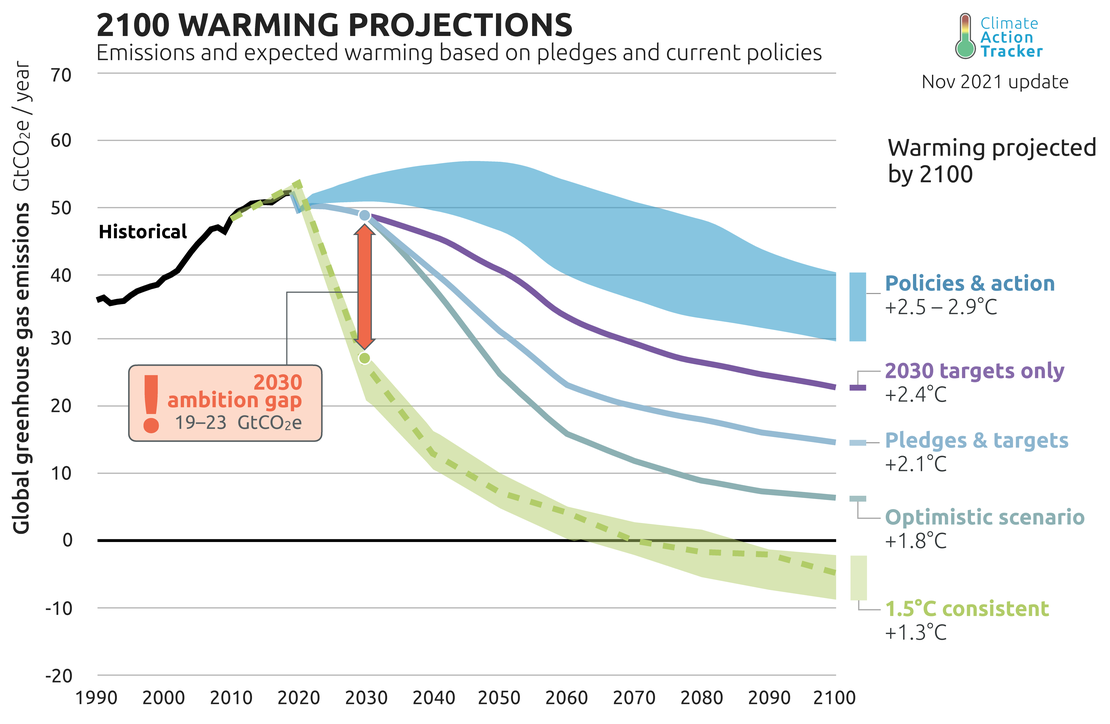 2100 WARMING PROJECTIONS
Emissions and expected warming based on pledges and current policies
Climate
Action
Tracker
Nov 2021 update
Global greenhouse gas emissions GtCO₂e / year
70
60
50
40
30
20
10
0
-10
-20
Historical
2030
ambition gap
19–23 GtCO₂e
Warming projected
by 2100
Policies & action
+2.5 – 2.9°C
2030 targets only
+2.4°C
Pledges & targets
+2.1°C
Optimistic scenario
+1.8°C
1.5°C consistent
+1.3°C
1990 2000 2010 2020 2030 2040 2050 2060 2070 2080 2090 2100